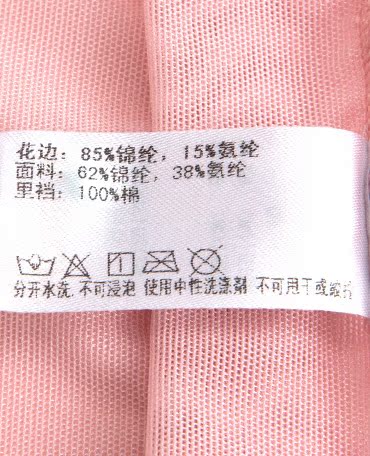 花边：85%锦纶，15%氨纶
面料：62%锦纶，38%氨纶
里裆：100%棉
分开水洗.不可浸泡 使用中性洗涤剂 不可用干或